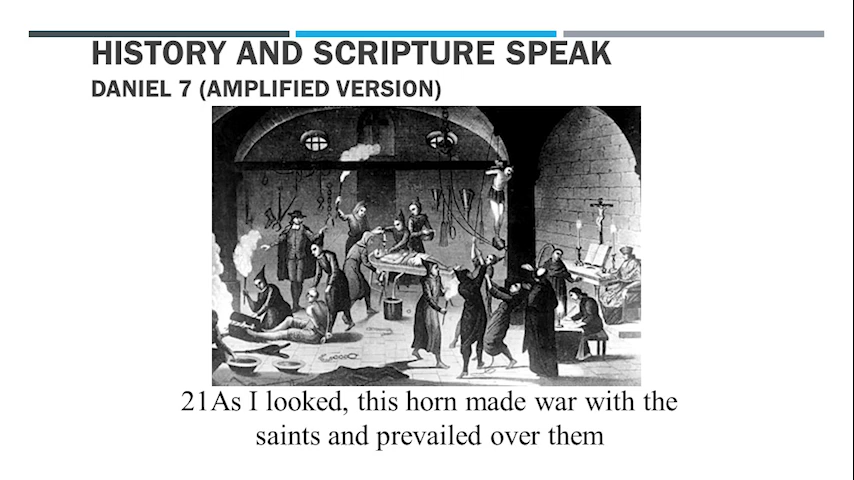 HISTORY AND SCRIPTURE SPEAK
DANIEL 7 (AMPLIFIED VERSION)
21As I looked, this horn made war with the
saints and prevailed over them